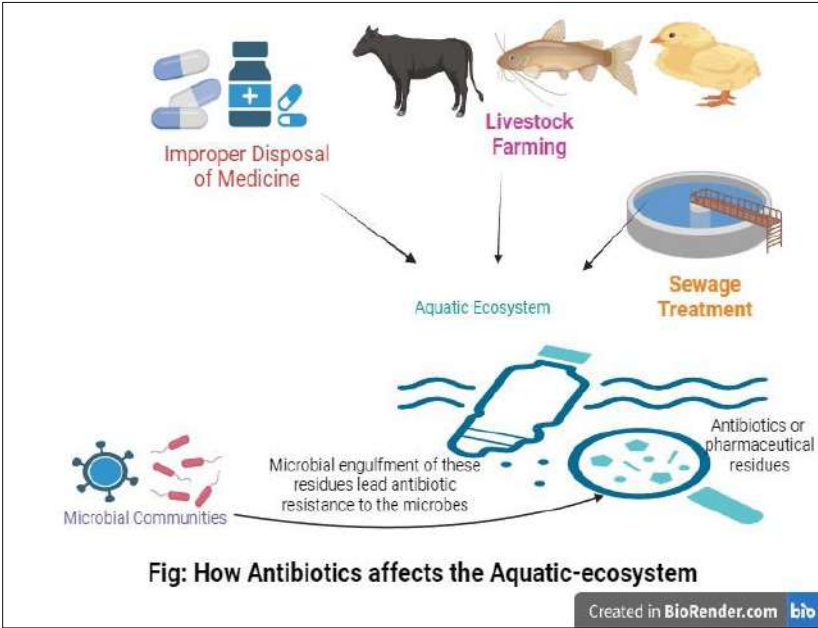 Improper Disposal
of Medicine
Livestock
Farming
Sewage
Treatment
Aquatic Ecosystem
Antibiotics or
pharmaceutical
residues
Microbial engulfment of these
residues lead antibiotic
resistance to the microbes
Microbial Communities
Fig: How Antibiotics affects the Aquatic-ecosystem
Created in BioRender.com bio